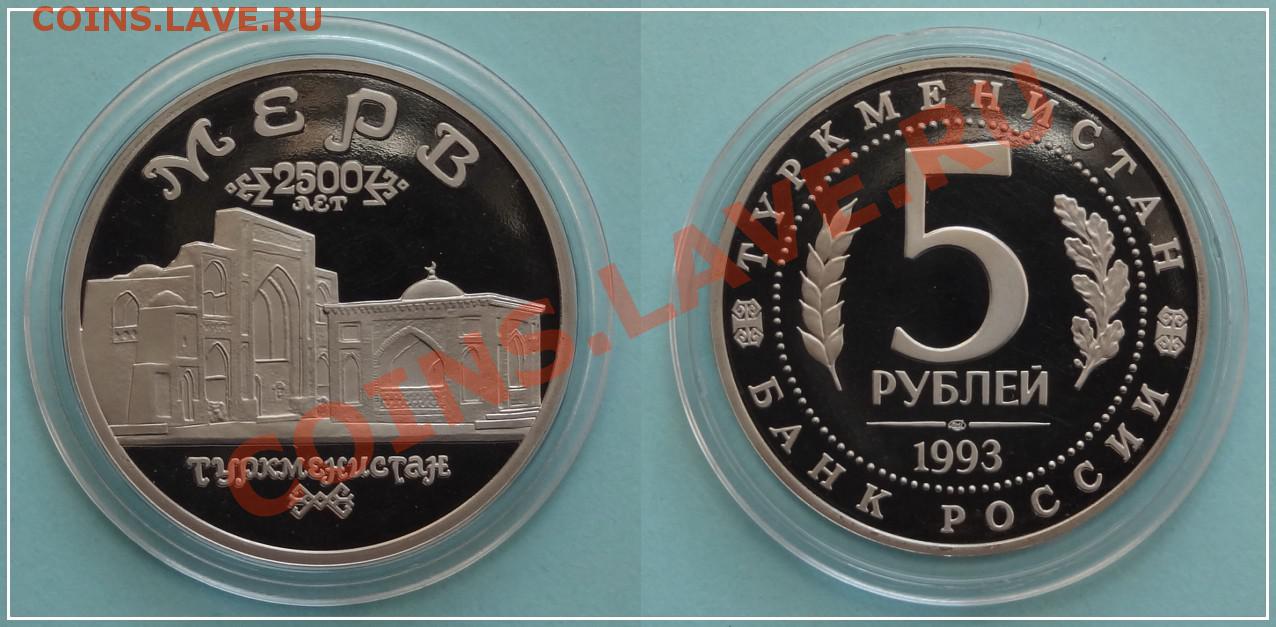 COINS.LAVE.RU
МЕРВ
2500
ЛЕТ
ТУРКМЕНИСТАН
COINS.LAVE.RU
ТУРКМЕНИСТАН
5
РУБЛЕЙ
1993
БАНК РОССИИ